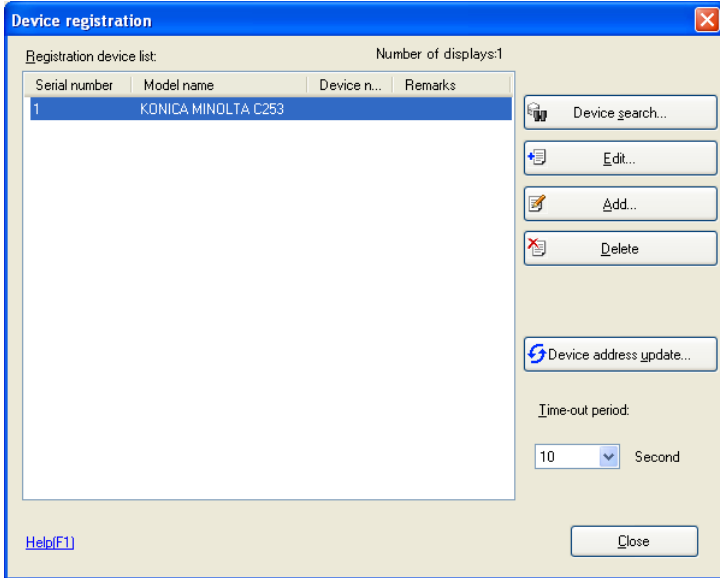 Device registration
Registration device list:
Number of displays:1
Serial number Model name Device n... Remarks
1 KONICA MINOLTA C253
Device search...
Edit...
Add...
Delete
Device address update...
Time-out period:
10 Second
Help(F1)
Close